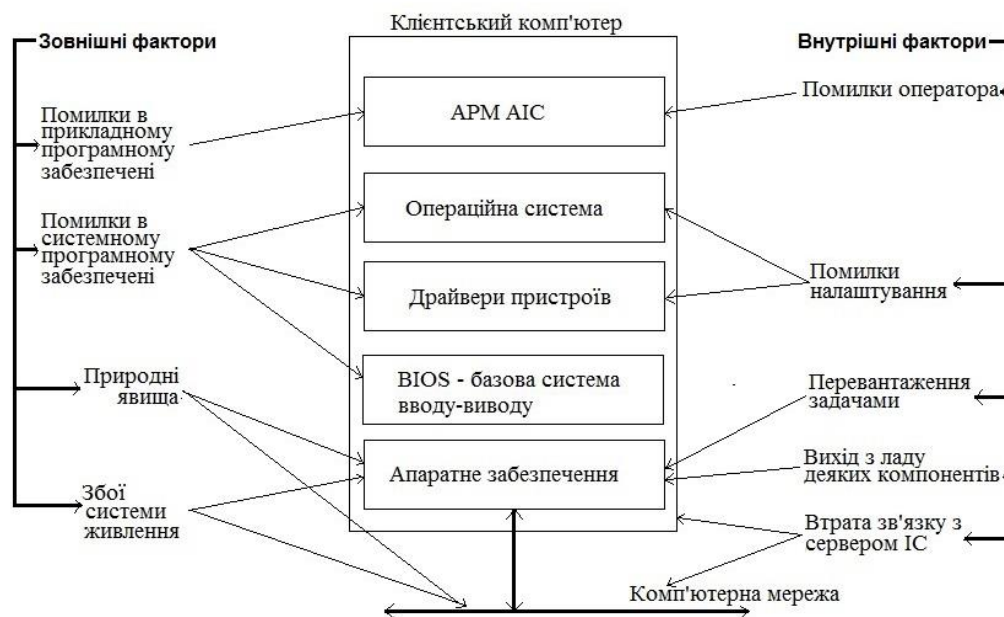 Клієнтський комп'ютер
Зовнішні фактори
Помилки в
прикладному
програмному
забезпечені
Помилки в
системному
програмному
забезпечені
Природні
явища
Збої
системи
живлення
АРМ АІС
Операційна система
Драйвери пристроїв
BIOS - базова система
вводу-виводу
Апаратне забезпечення
Внутрішні фактори
Помилки оператора
Помилки
налаштування
Перевантаження
задачами
Вихід з ладу
деяких компонентів
Втрата зв'язку з
сервером ІС
Комп'ютерна мережа